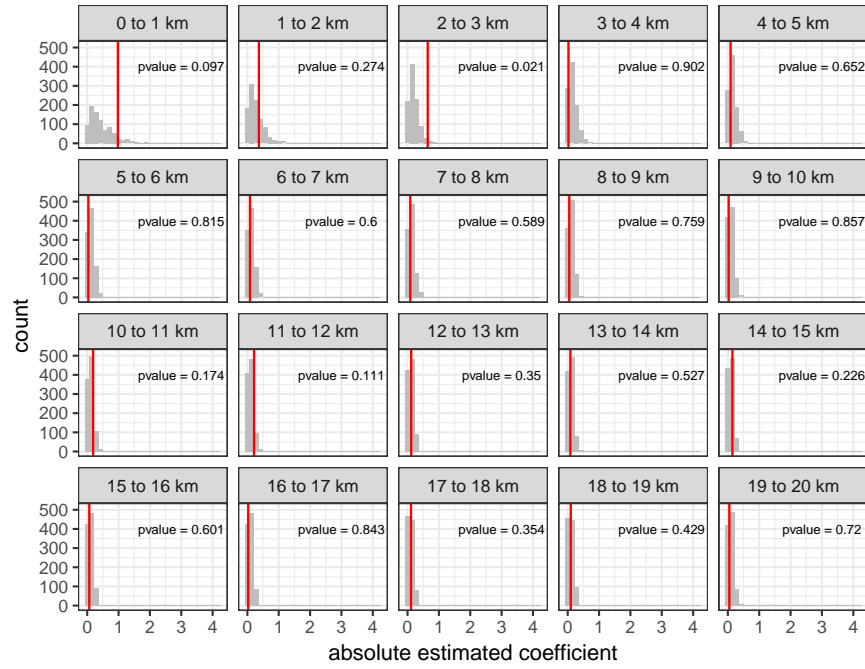 0 to 1 km 1 to 2 km 2 to 3 km 3 to 4 km 4 to 5 km
500
400
300
200
100
0
pvalue = 0.097 pvalue = 0.274 pvalue = 0.021 pvalue = 0.902 pvalue = 0.652
5 to 6 km 6 to 7 km 7 to 8 km 8 to 9 km 9 to 10 km
500
400
300
200
100
0
pvalue = 0.815 pvalue = 0.6 pvalue = 0.589 pvalue = 0.759 pvalue = 0.857
count
10 to 11 km 11 to 12 km 12 to 13 km 13 to 14 km 14 to 15 km
500
400
300
200
100
0
pvalue = 0.174 pvalue = 0.111 pvalue = 0.35 pvalue = 0.527 pvalue = 0.226
15 to 16 km 16 to 17 km 17 to 18 km 18 to 19 km 19 to 20 km
500
400
300
200
100
0
pvalue = 0.601 pvalue = 0.843 pvalue = 0.354 pvalue = 0.429 pvalue = 0.72
0 1 2 3 4 0 1 2 3 4 0 1 2 3 4 0 1 2 3 4 0 1 2 3 4
absolute estimated coefficient